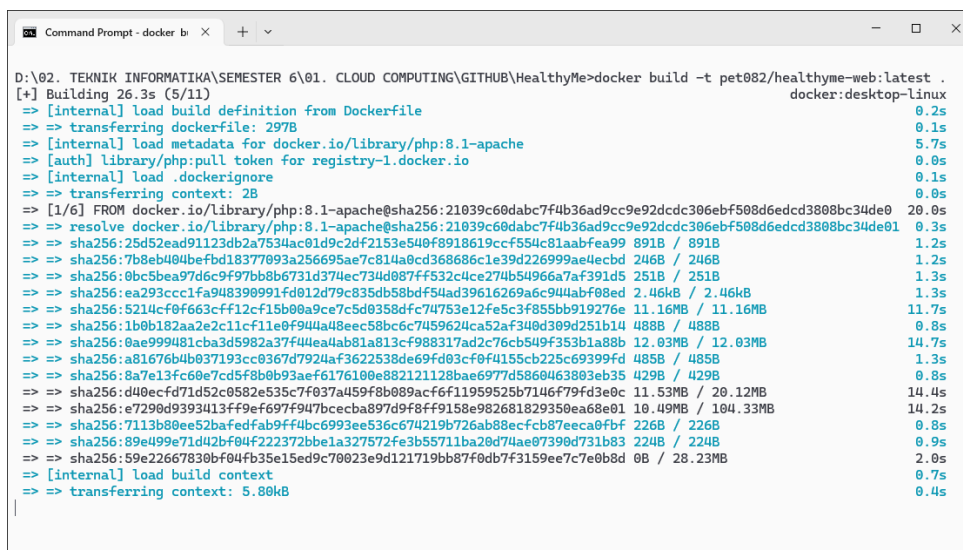 Command Prompt - docker b
D:\02. TEKNIK INFORMATIKA\SEMESTER 6\01. CLOUD COMPUTING\GITHUB\HealthyMe>docker build -t pet082/healthyme-web:latest .
[+] Building 26.3s (5/11) docker:desktop-linux
=> [internal] load build definition from Dockerfile 0.2s
=> => transferring dockerfile: 297B 0.1s
=> [internal] load metadata for docker.io/library/php:8.1-apache 5.7s
=> [auth] library/php:pull token for registry-1.docker.io 0.0s
=> [internal] load .dockerignore 0.1s
=> => transferring context: 2B 0.0s
=> [1/6] FROM docker.io/library/php:8.1-apache@sha256:21039c60dabc7f4b36ad9cc9e92dcdc306ebf508d6edcd3808bc34de0 20.0s
=> => resolve docker.io/library/php:8.1-apache@sha256:21039c60dabc7f4b36ad9cc9e92dcdc306ebf508d6edcd3808bc34de01 0.3s
=> => sha256:25d52ead91123db2a7534ac01d9c2df2153e540f8918619ccf554c81aabfea99 891B / 891B 1.2s
=> => sha256:7b8eb404befbd18377093a256695ae7c814a0cd368686c1e39d226999ae4ecbd 246B / 246B 1.2s
=> => sha256:0bc5bea97d6c9f97bb8b6731d374ec734d087ff532c4ce274b54966a7af391d5 251B / 251B 1.3s
=> => sha256:ea293ccc1fa948390991fd012d79c835db58bdf54ad39616269a6c944abf08ed 2.46kB / 2.46kB 1.3s
=> => sha256:5214cf0f663cff12cf15b00a9ce7c5d0358dfc74753e12fe5c3f855bb919276e 11.16MB / 11.16MB 11.7s
=> => sha256:1b0b182aa2e2c11cf11e0f944a48eec58bc6c7459624ca52af340d309d251b14 488B / 488B 0.8s
=> => sha256:0ae999481cba3d5982a37f44ea4ab81a813cf988317ad2c76cb549f353b1a88b 12.03MB / 12.03MB 14.7s
=> => sha256:a81676b4b037193cc0367d7924af3622538de69fd03cf0f4155cb225c69399fd 485B / 485B 1.3s
=> => sha256:8a7e13fc60e7cd5f8b0b93aef6176100e882121128bae6977d5860463803eb35 429B / 429B 0.8s
=> => sha256:d40ecfd71d52c0582e535c7f037a459f8b089acf6f11959525b7146f79fd3e0c 11.53MB / 20.12MB 14.4s
=> => sha256:e7290d9393413ff9ef697f947bcecba897d9f8ff9158e982681829350ea68e01 10.49MB / 104.33MB 14.2s
=> => sha256:7113b80ee52bafedfab9ff4bc6993ee536c674219b726ab88ecfcb87eeca0fbf 226B / 226B 0.8s
=> => sha256:89e499e71d42bf04f222372bbe1a327572fe3b55711ba20d74ae07390d731b83 224B / 224B 0.9s
=> => sha256:59e22667830bf04fb35e15ed9c70023e9d121719bb87f0db7f3159ee7c7e0b8d 0B / 28.23MB 2.0s
=> [internal] load build context 0.7s
=> => transferring context: 5.80kB 0.4s